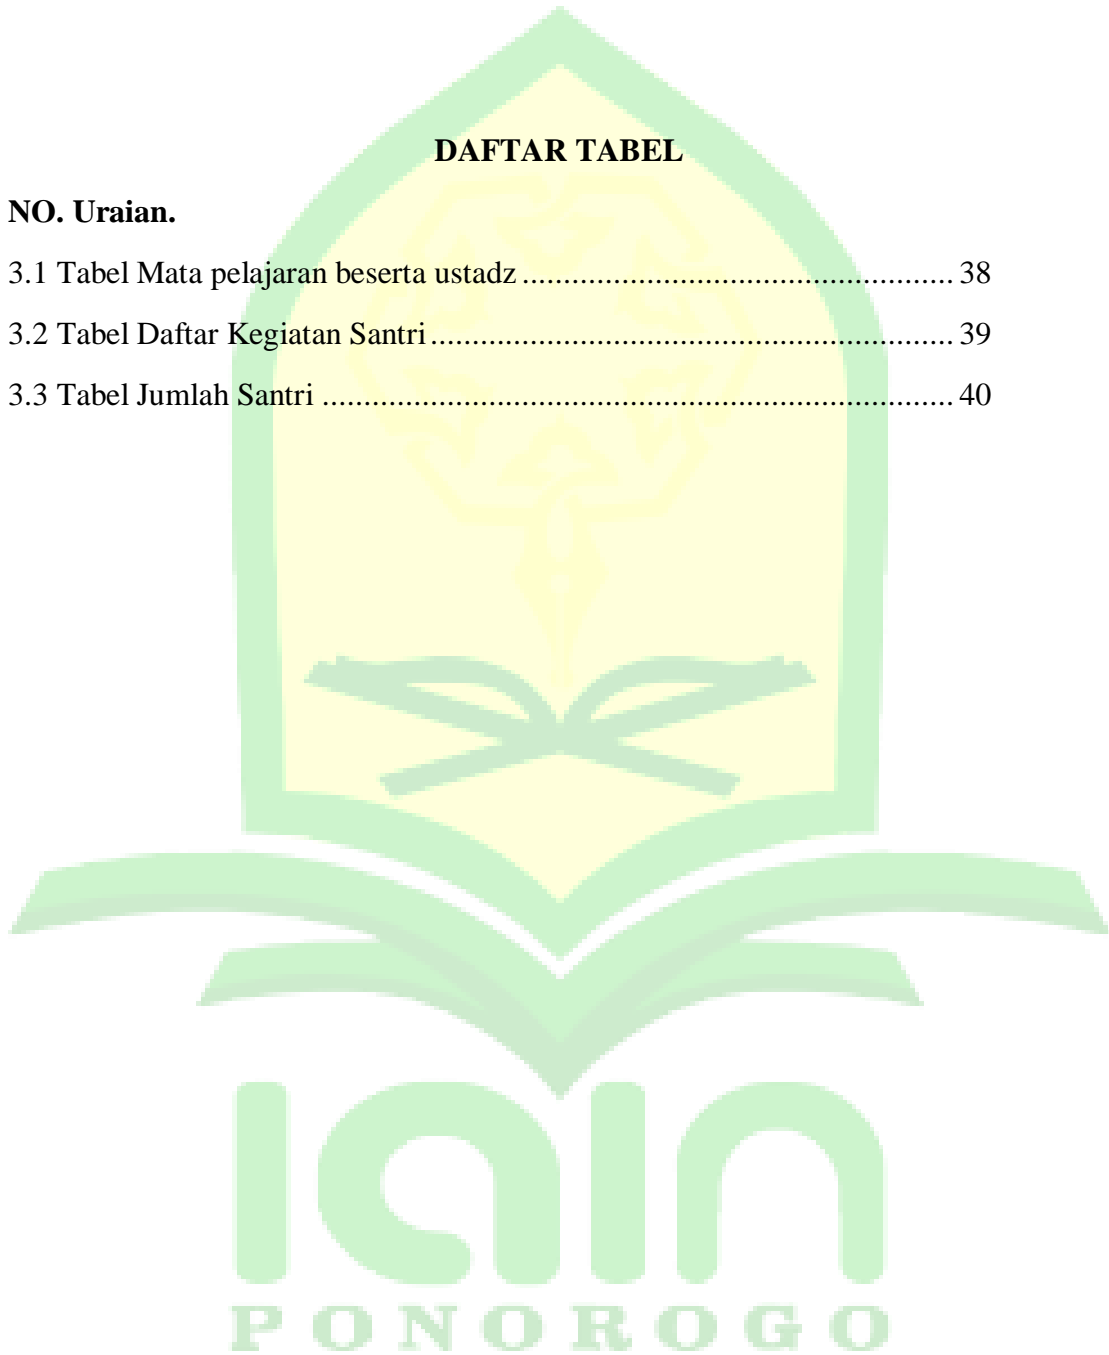 DAFTAR TABEL
NO. Uraian.
3.1 Tabel Mata pelajaran beserta ustadz .................................................... 38
3.2 Tabel Daftar Kegiatan Santri ............................................................... 39
3.3 Tabel Jumlah Santri ............................................................................ 40
iain
PONOROGO